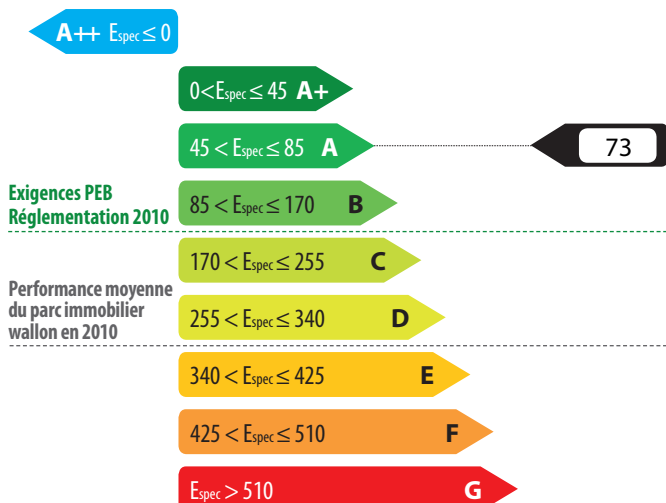 A++ Espec ≤ 0
0<Espec ≤ 45 A+
45 < Espec ≤ 85 A
73
Exigences PEB
Réglementation 2010
85 < Espec ≤ 170 B
170 < Espec ≤ 255 C
Performance moyenne
du parc immobilier
wallon en 2010
255 < Espec ≤ 340 D
340 < Espec ≤ 425 E
425 < Espec ≤ 510 F
Espec > 510 G